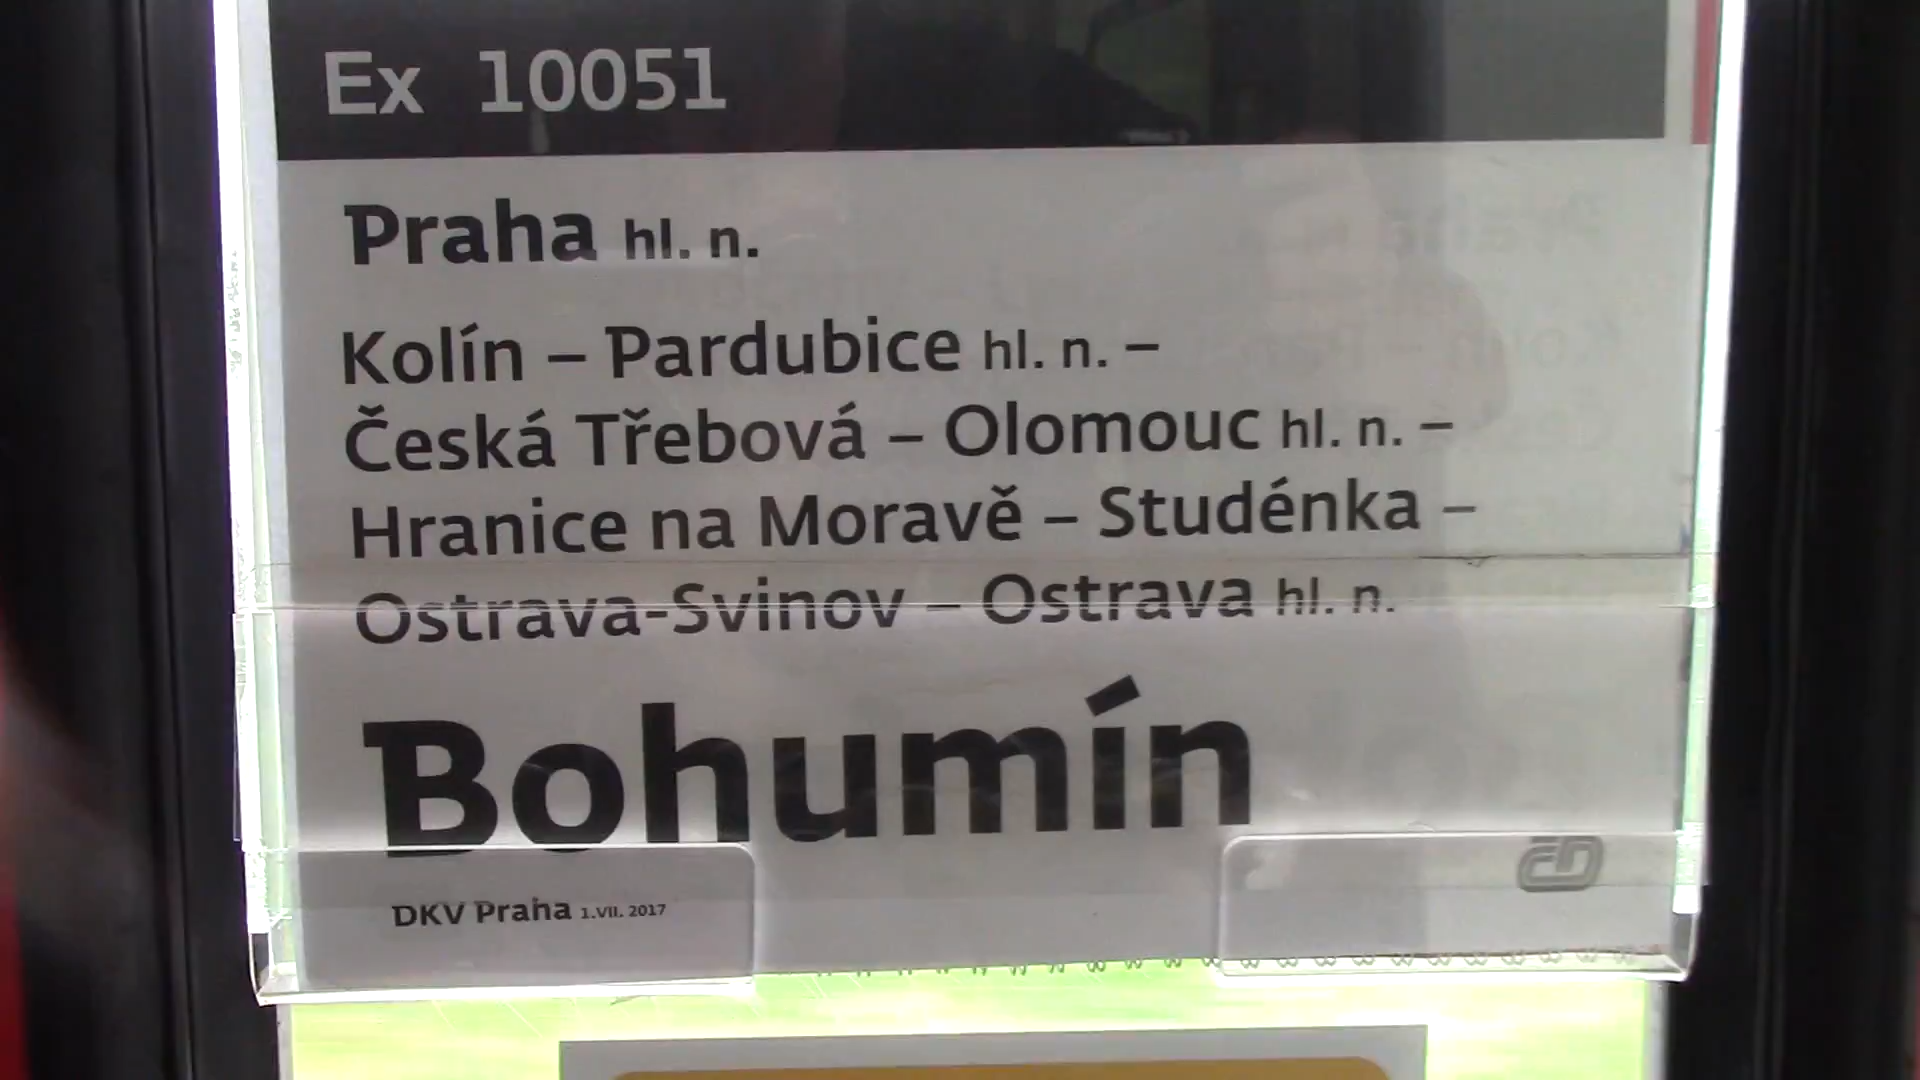 Ex 10051
Praha hl. n.
Kolín – Pardubice hl. n. –
Česká Třebová – Olomouc hl. n. –
Hranice na Moravě – Studénka –
Ostrava-Svinov – Ostrava hl. n.
Bohumín
ČD
DKV Praha 1.VII. 2017